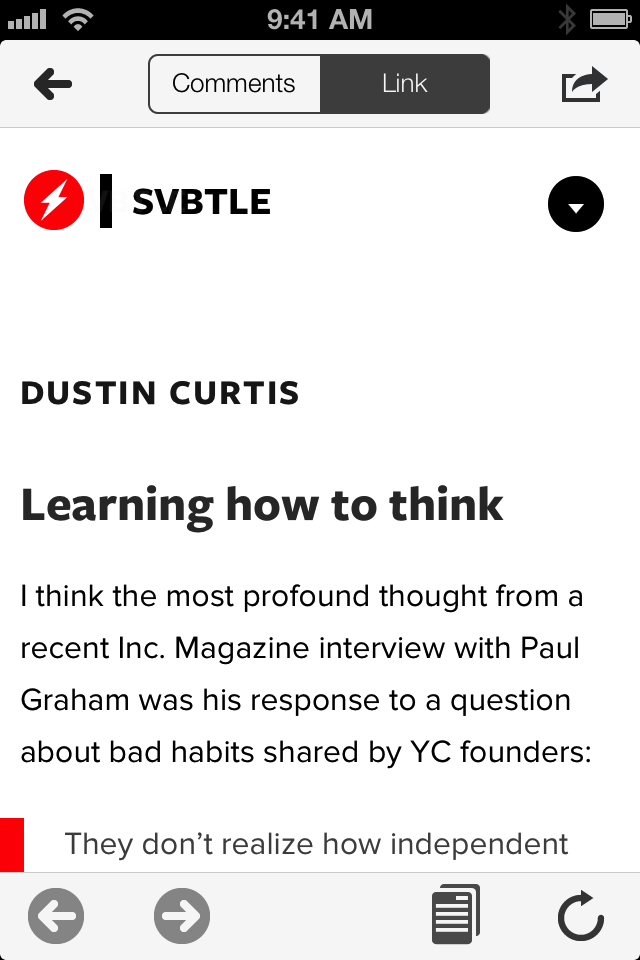 9:41 AM
Comments
Link
SVBTLE
DUSTIN CURTIS
Learning how to think
I think the most profound thought from a
recent Inc. Magazine interview with Paul
Graham was his response to a question
about bad habits shared by YC founders:
They don’t realize how independent